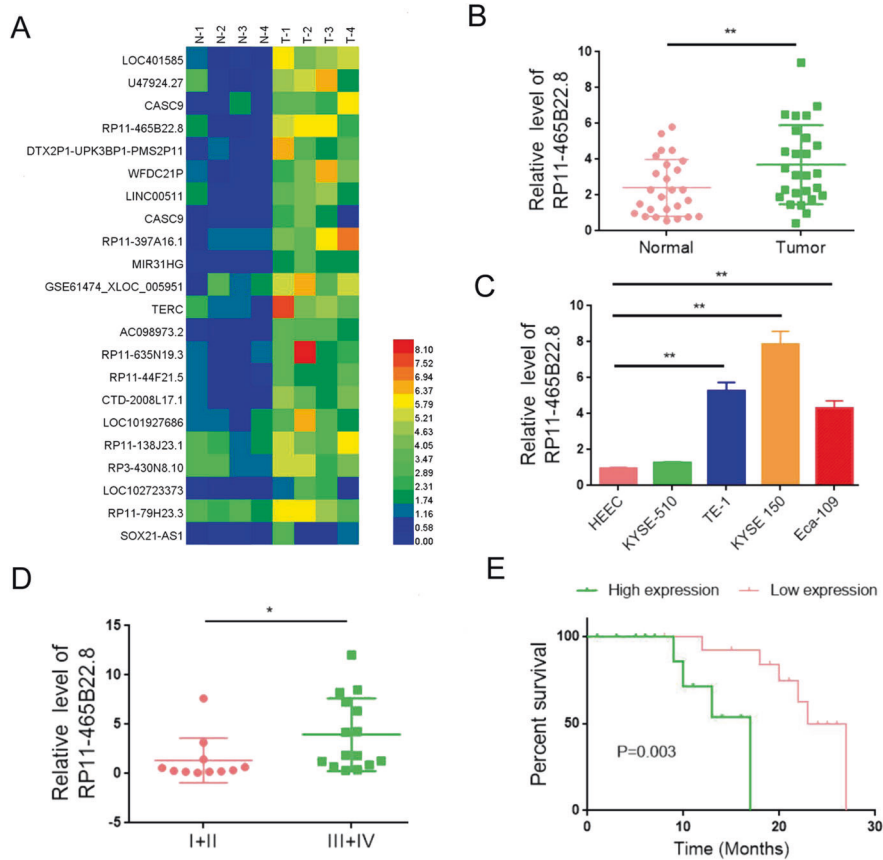 A
N-1 N-2 N-3 N-4 T-1 T-2 T-3 T-4
LOC401585
U47924.27
CASC9
RP11-465B22.8
DTX2P1-UPK3BP1-PMS2P11
WFDC21P
LINC00511
CASC9
RP11-397A16.1
MIR31HG
GSE61474_XLOC_005951
TERC
AC098973.2
RP11-635N19.3
RP11-44F21.5
CTD-2008L17.1
LOC101927686
RP11-138J23.1
RP3-430N8.10
LOC102723373
RP11-79H23.3
SOX21-AS1
8.10
7.52
6.94
6.37
5.79
5.21
4.63
4.05
3.47
2.89
2.31
1.74
1.16
0.58
0.00
B
Relative level of
RP11-465B22.8
10
8
6
4
2
0
**
Normal Tumor
C
Relative level of
RP11-465B22.8
10
8
6
4
2
0
**
**
**
HEEC KYSE-510 TE-1 KYSE 150 Eca-109
D
Relative level of
RP11-465B22.8
15
10
5
0
-5
*
I+II III+IV
E
High expression Low expression
Percent survival
100
50
0
P=0.003
0 10 20 30
Time (Months)